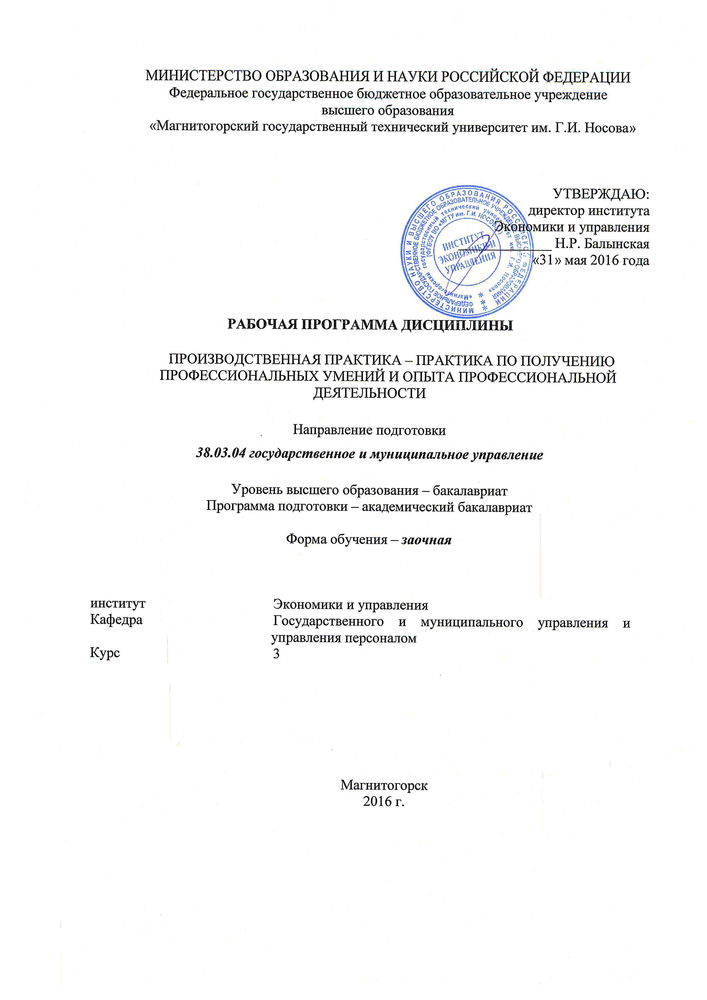 МИНИСТЕРСТВО ОБРАЗОВАНИЯ И НАУКИ РОССИЙСКОЙ ФЕДЕРАЦИИ
Федеральное государственное бюджетное образовательное учреждение
высшего образования
«Магнитогорский государственный технический университет им. Г.И. Носова»
УТВЕРЖДАЮ:
директор института
Экономики и управления
Н.Р. Балынская
«31» мая 2016 года
МИНИСТЕРСТВО НАУКИ И ВЫСШЕГО ОБРАЗОВАНИЯ РОССИЙСКОЙ ФЕДЕРАЦИИ
ФЕДЕРАЛЬНОЕ ГОСУДАРСТВЕННОЕ БЮДЖЕТНОЕ ОБРАЗОВАТЕЛЬНОЕ УЧРЕЖДЕНИЕ ВЫСШЕГО ОБРАЗОВАНИЯ
«Магнитогорский государственный технический университет им. Г.И. Носова»
(ФГБОУ ВО «МГТУ им. Г.И. НОСОВА»)
ИНСТИТУТ
ЭКОНОМИКИ И
УПРАВЛЕНИЯ
РАБОЧАЯ ПРОГРАММА ДИСЦИПЛИНЫ
ПРОИЗВОДСТВЕННАЯ ПРАКТИКА – ПРАКТИКА ПО ПОЛУЧЕНИЮ
ПРОФЕССИОНАЛЬНЫХ УМЕНИЙ И ОПЫТА ПРОФЕССИОНАЛЬНОЙ
ДЕЯТЕЛЬНОСТИ
Направление подготовки
38.03.04 государственное и муниципальное управление
Уровень высшего образования – бакалавриат
Программа подготовки – академический бакалавриат
Форма обучения – заочная
институт Экономики и управления
Кафедра Государственного и муниципального управления и
управления персоналом
Курс 3
Магнитогорск
2016 г.